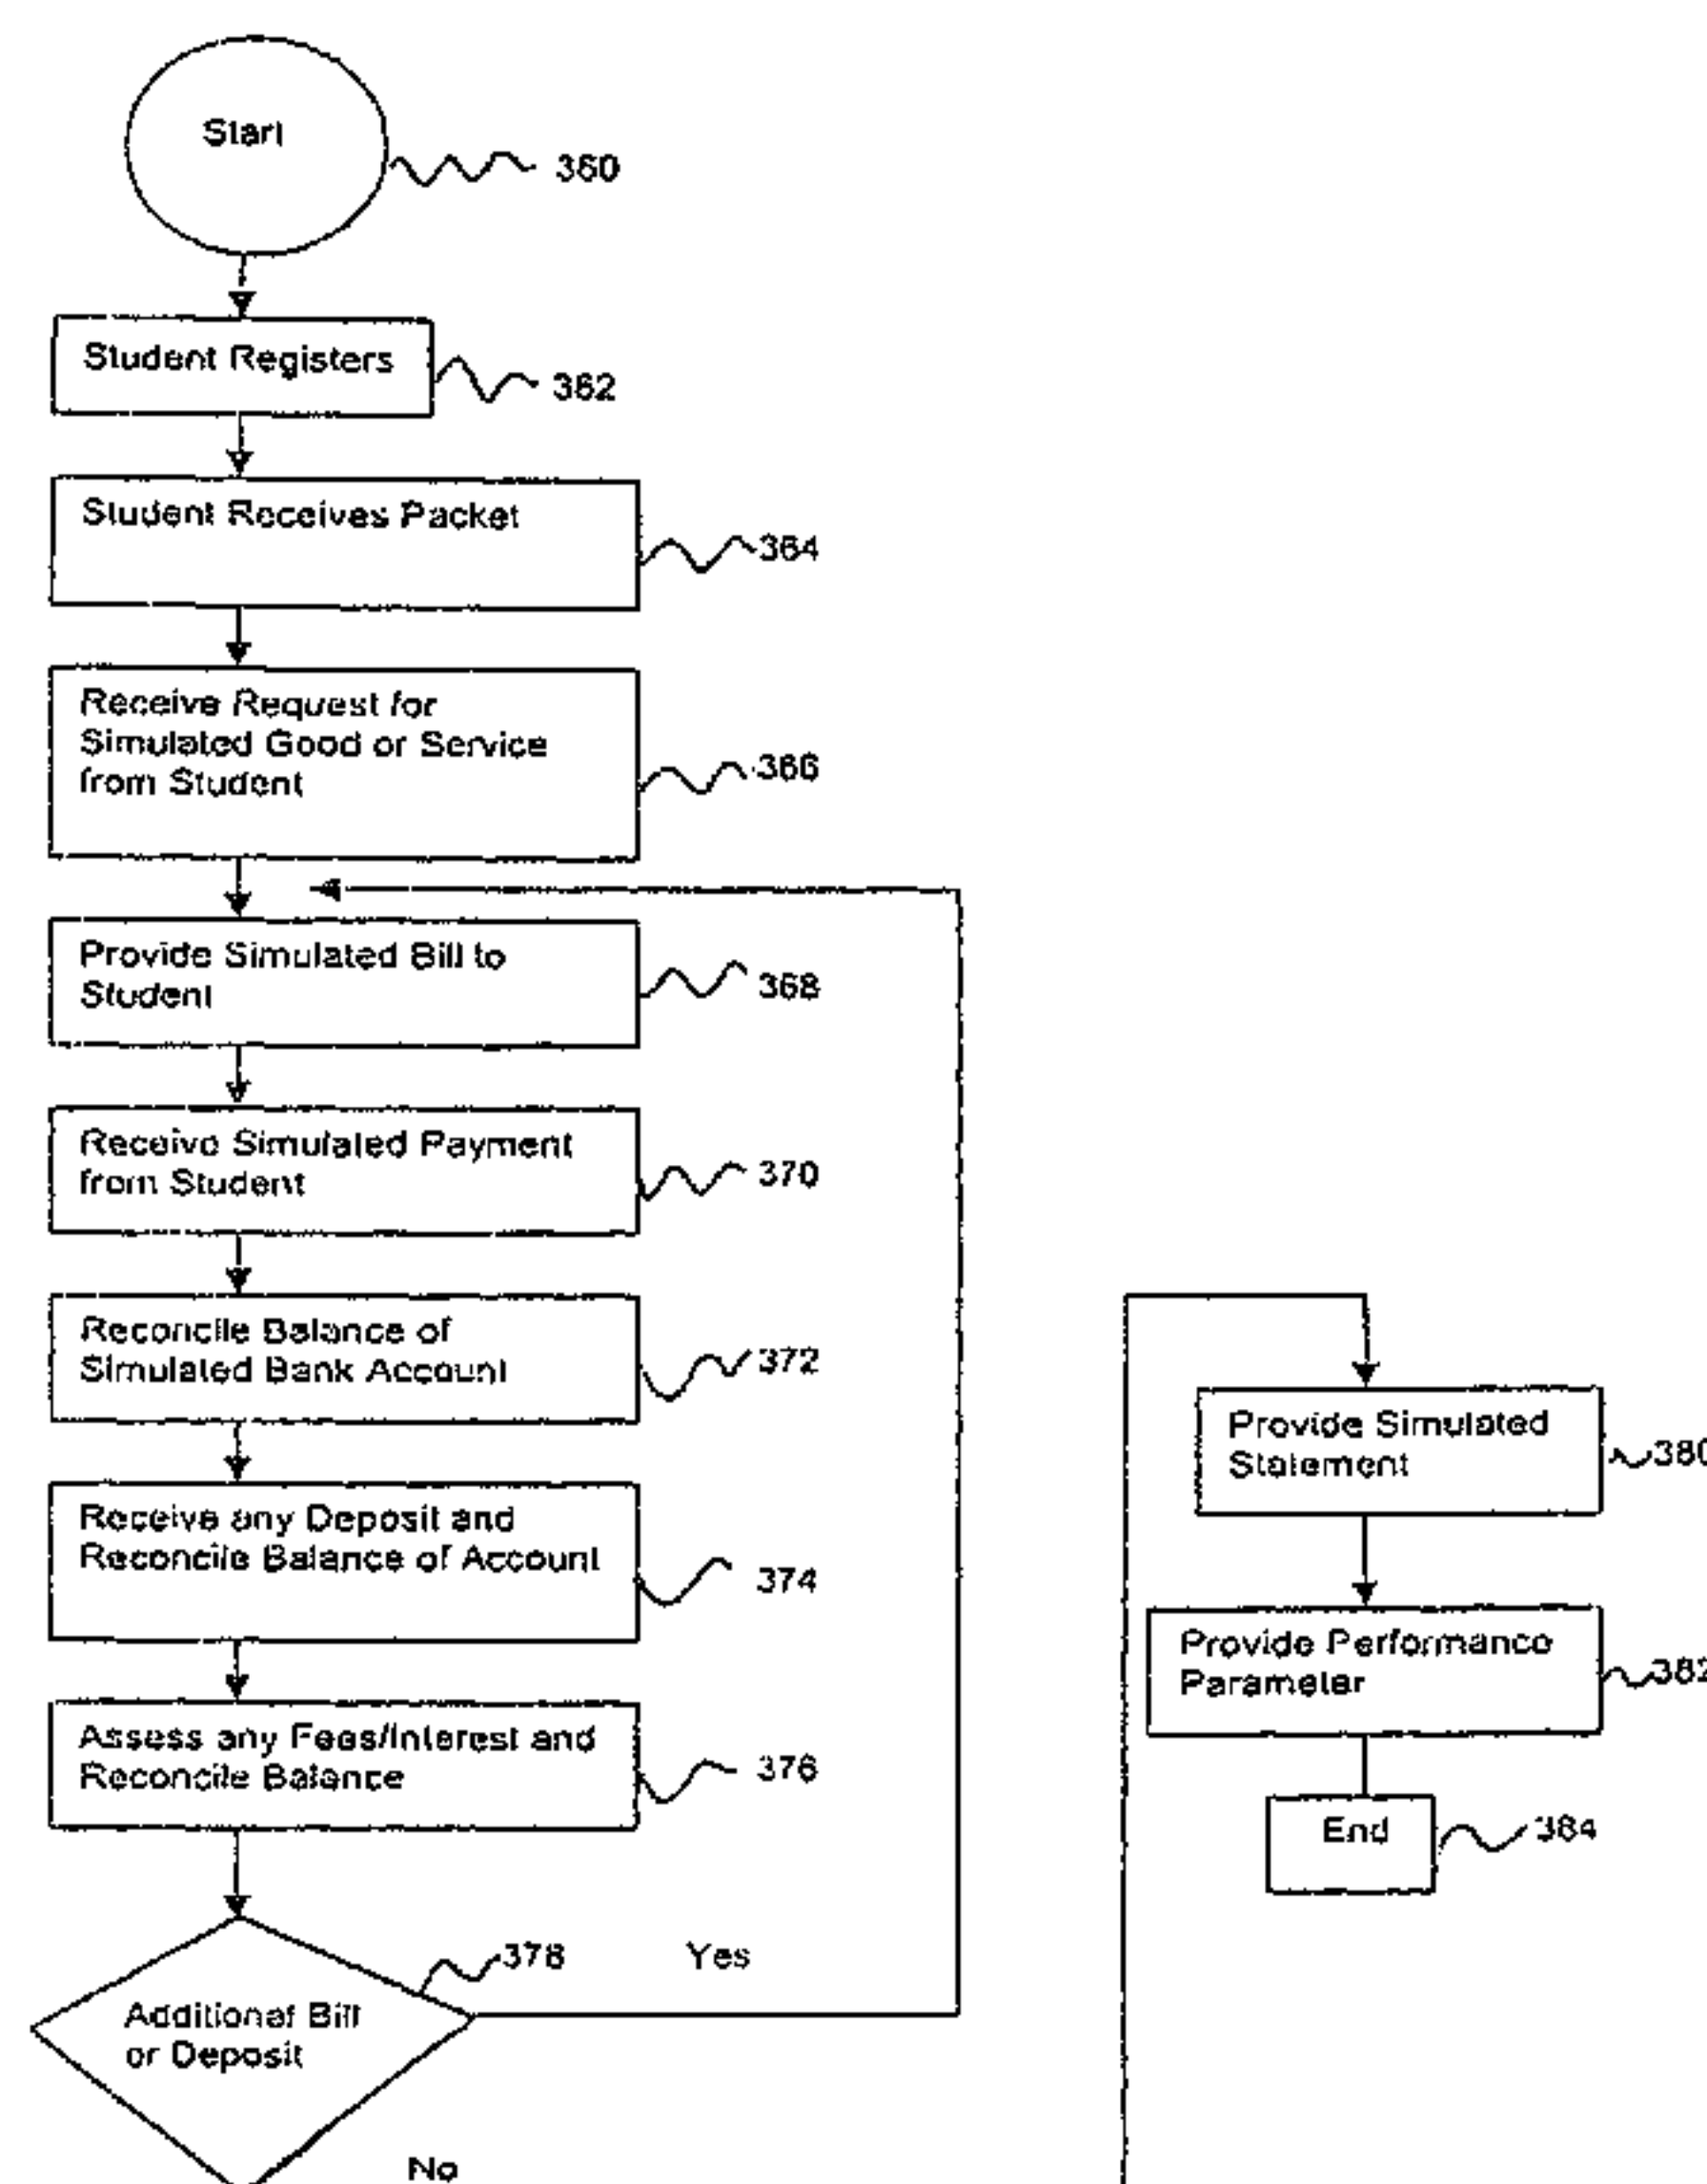 Start
360
Student Registers
362
Student Receives Packet
364
Receive Request for
Simulated Good or Service
from Student
366
Provide Simulated Bill to
Student
368
Receive Simulated Payment
from Student
370
Reconcile Balance of
Simulated Bank Account
372
Receive any Deposit and
Reconcile Balance of Account
374
Assess any Fees/Interest and
Reconcile Balance
376
378
Yes
Additional Bill
or Deposit
No
Provide Simulated
Statement
380
Provide Performance
Parameter
382
End
384